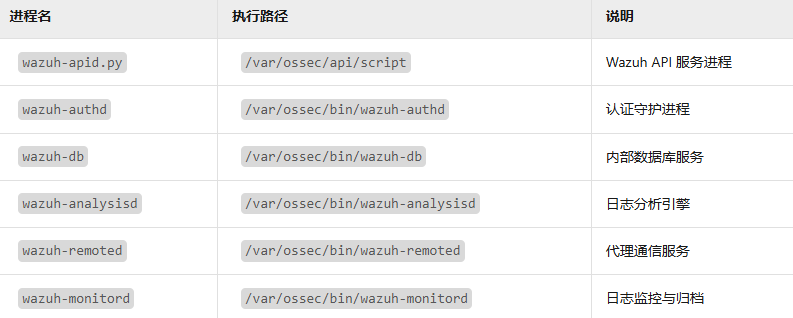 进程名 执行路径 说明
wazuh-apid.py /var/ossec/api/script Wazuh API 服务进程
wazuh-authd /var/ossec/bin/wazuh-authd 认证守护进程
wazuh-db /var/ossec/bin/wazuh-db 内部数据库服务
wazuh-analysisd /var/ossec/bin/wazuh-analysisd 日志分析引擎
wazuh-remoted /var/ossec/bin/wazuh-remoted 代理通信服务
wazuh-monitord /var/ossec/bin/wazuh-monitord 日志监控与归档